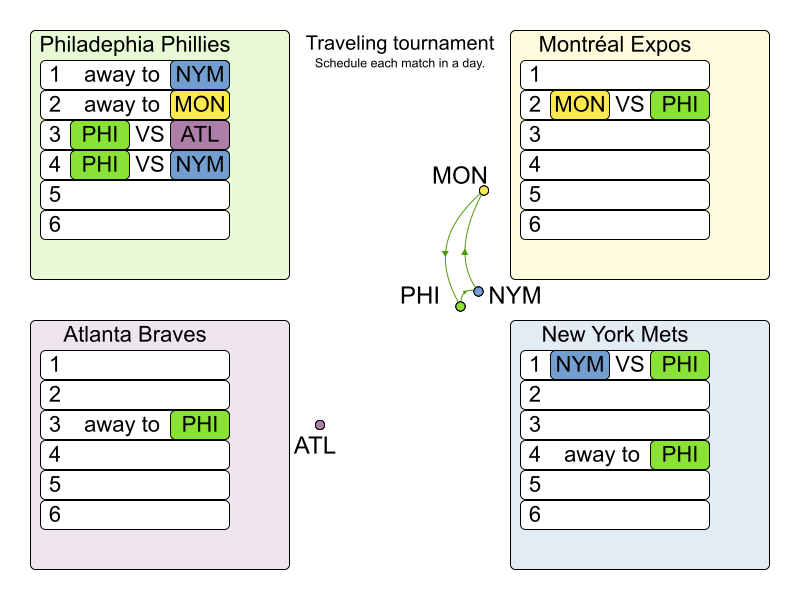 Philadephia Phillies
1 away to NYM
2 away to MON
3 PHI VS ATL
4 PHI VS NYM
5
6
Traveling tournament
Schedule each match in a day.
Montréal Expos
1
2 MON VS PHI
3
4
5
6
MON
PHI
NYM
Atlanta Braves
1
2
3 away to PHI
4
5
6
ATL
New York Mets
1 NYM VS PHI
2
3
4 away to PHI
5
6